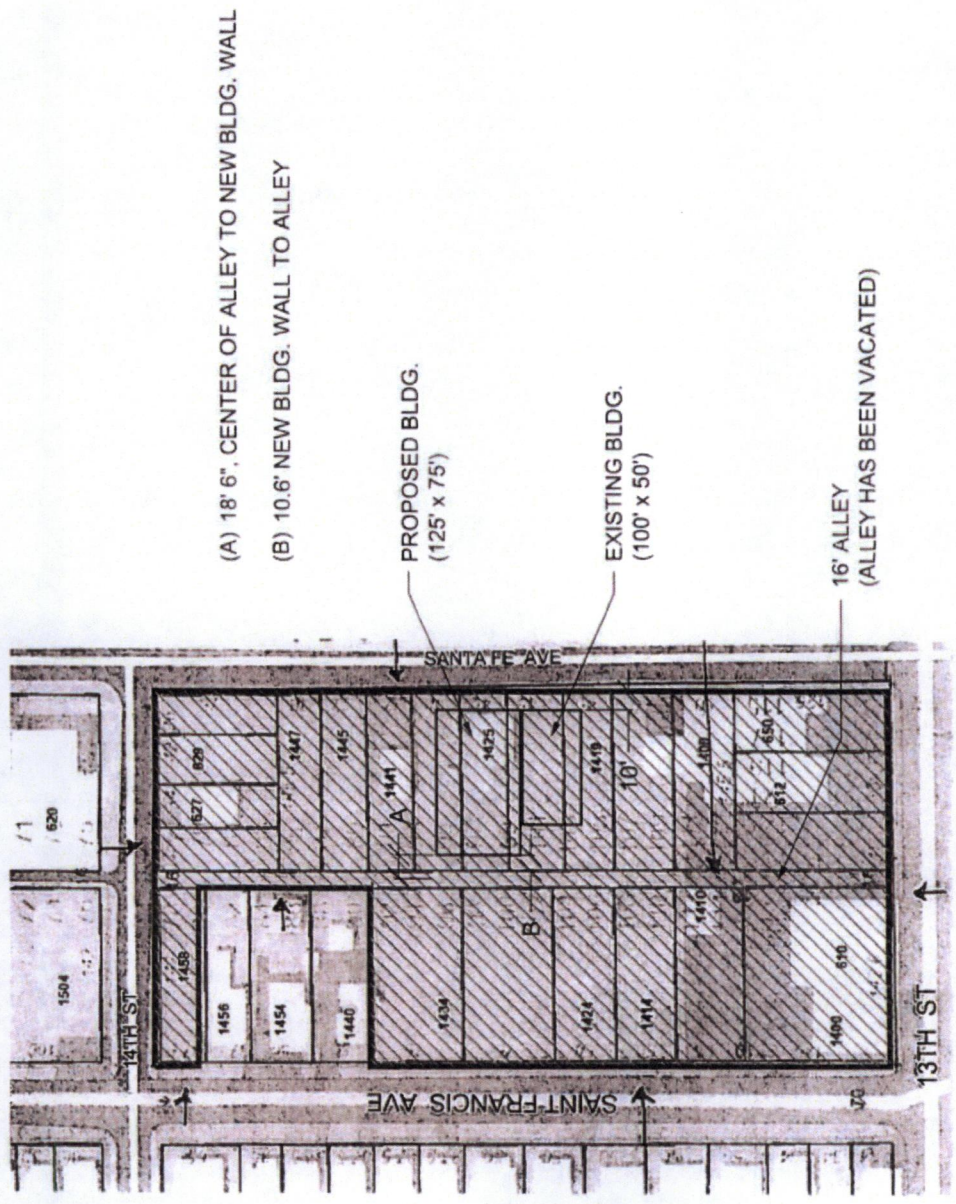 (A) 18' 6", CENTER OF ALLEY TO NEW BLDG. WALL
(B) 10.6' NEW BLDG. WALL TO ALLEY
PROPOSED BLDG.
(125' x 75')
EXISTING BLDG.
(100' x 50')
16' ALLEY
(ALLEY HAS BEEN VACATED)
1504
620
14TH ST
SANTA FE AVE
SAINT FRANCIS AVE
13TH ST
1458
16
627
629
1456
1454
1440
1447
1445
1441
A
1434
1425
B
1424
1419
10'
1414
1410
1408
612
650
1400
610